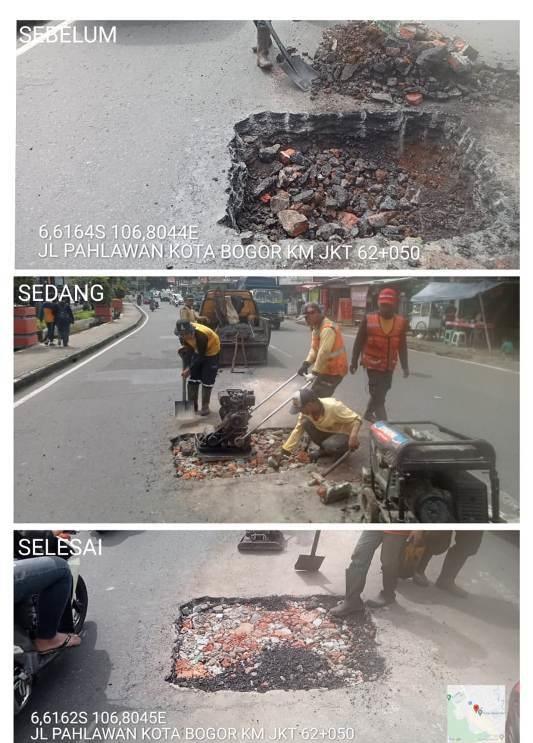 SEBELUM
6,6164S 106,8044E
JL PAHLAWAN KOTA BOGOR KM JKT 62+050
SEDANG
SELESAI
6,6162S 106,8045E
JL PAHLAWAN KOTA BOGOR KM JKT 62+050